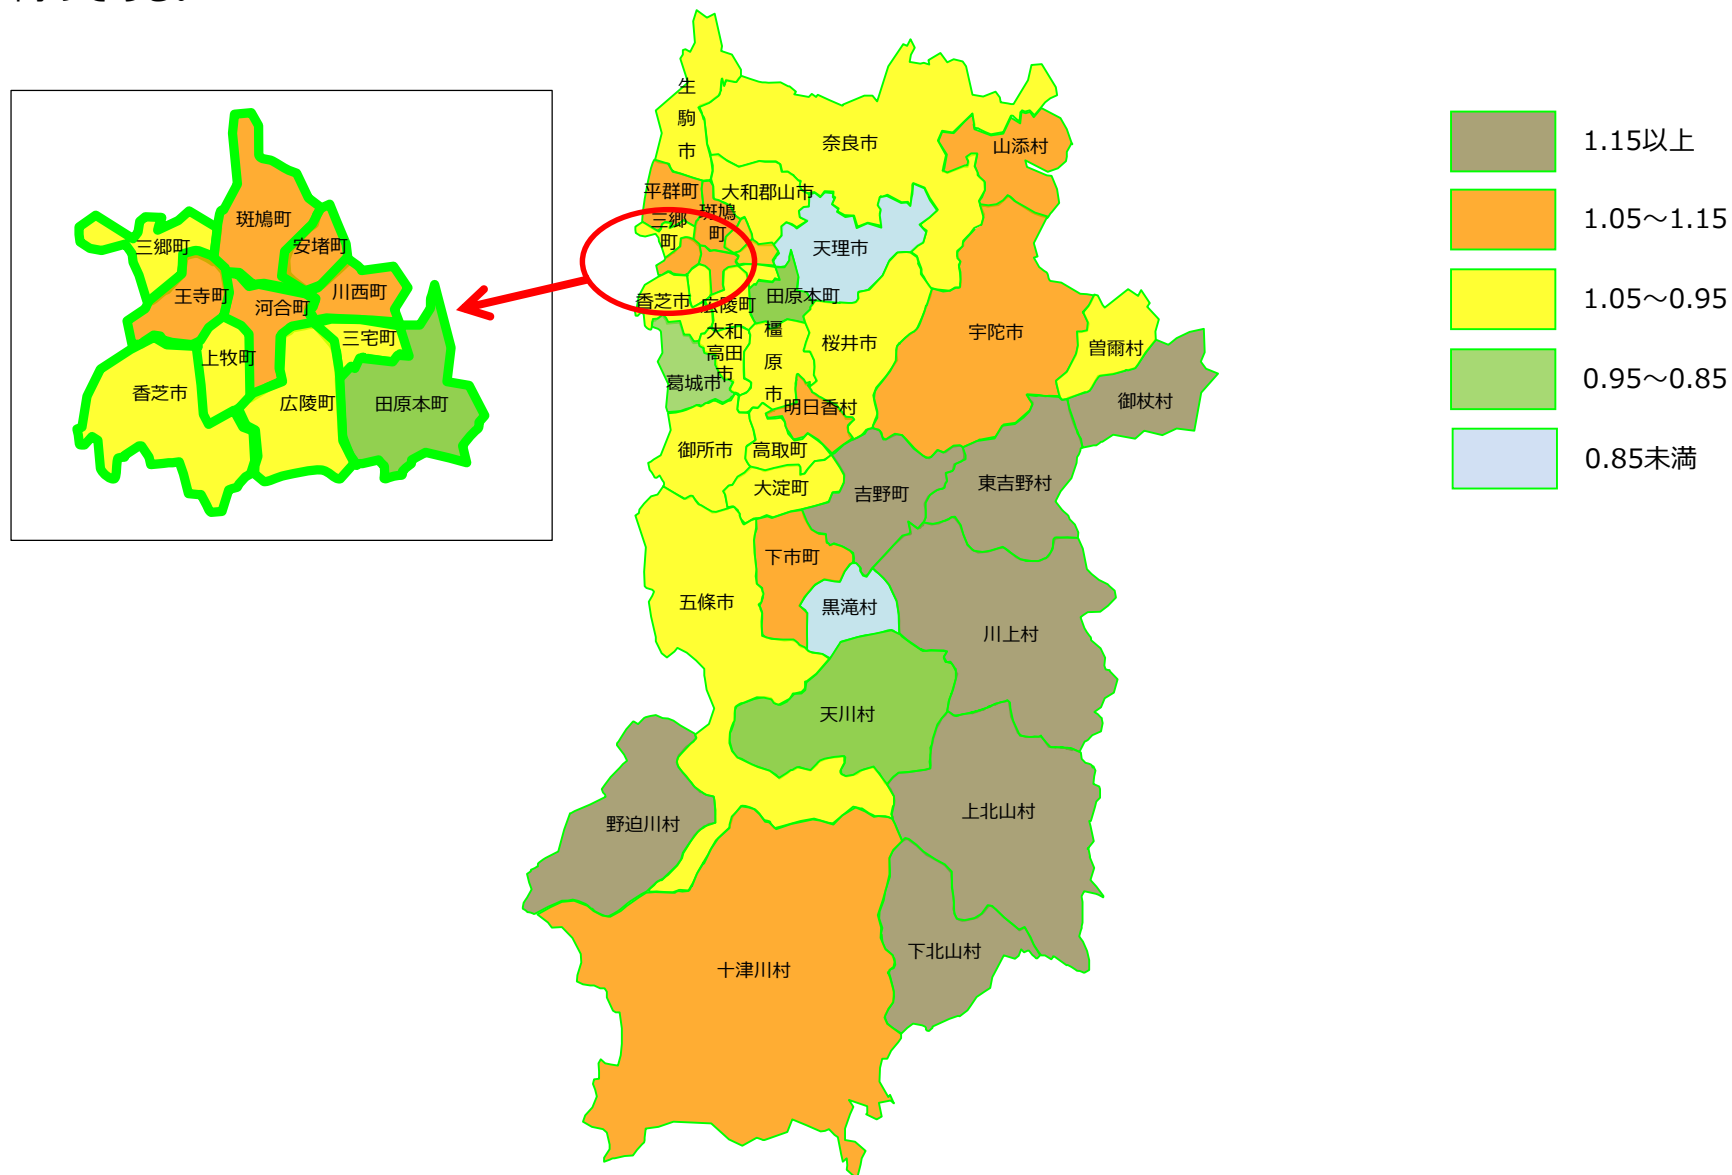 生駒市
奈良市
山添村
平群町
大和郡山市
三郷町
斑鳩町
天理市
香芝市
広陵町
田原本町
大和高田市
橿原市
桜井市
宇陀市
曽爾村
御杖村
葛城市
明日香村
御所市
高取町
大淀町
吉野町
東吉野村
下市町
五條市
黒滝村
川上村
天川村
野迫川村
上北山村
下北山村
十津川村
斑鳩町
三郷町
安堵町
王寺町
河合町
川西町
三宅町
上牧町
香芝市
広陵町
田原本町
1.15以上
1.05～1.15
1.05～0.95
0.95～0.85
0.85未満